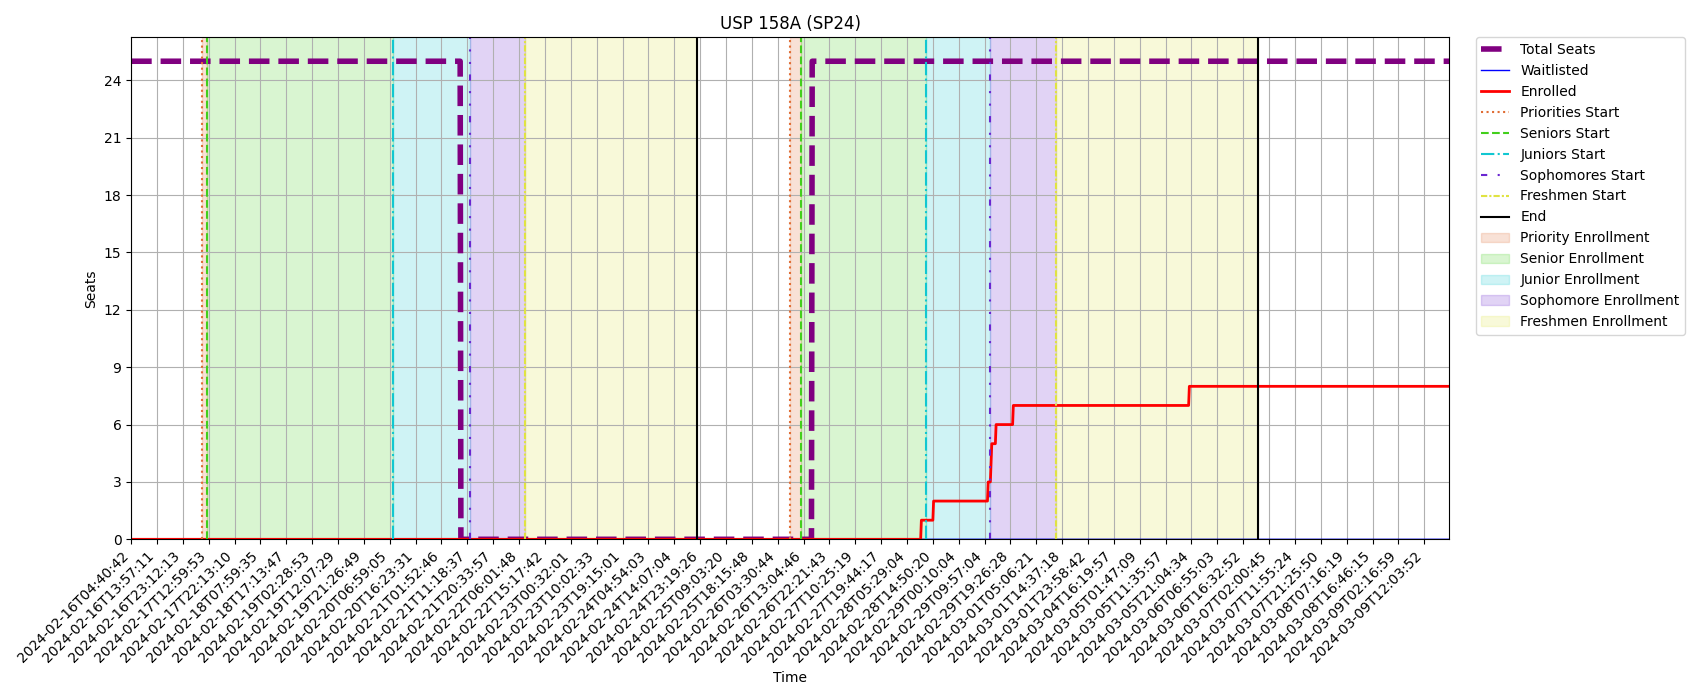 USP 158A (SP24)
Seats
24
21
18
15
12
9
6
3
0
2024-02-16T04:40:42
2024-02-16T13:57:11
2024-02-16T23:12:13
2024-02-17T12:59:53
2024-02-17T22:13:10
2024-02-18T07:59:35
2024-02-18T17:13:47
2024-02-19T02:28:53
2024-02-19T12:07:29
2024-02-19T21:26:49
2024-02-20T06:59:05
2024-02-20T16:23:31
2024-02-21T01:52:46
2024-02-21T11:18:37
2024-02-21T20:33:57
2024-02-22T06:01:48
2024-02-22T15:17:42
2024-02-23T00:32:01
2024-02-23T10:02:33
2024-02-23T19:15:01
2024-02-24T04:54:03
2024-02-24T14:07:04
2024-02-24T23:19:26
2024-02-25T09:03:20
2024-02-25T18:15:48
2024-02-26T03:30:44
2024-02-26T13:04:46
2024-02-26T22:21:43
2024-02-27T10:25:19
2024-02-27T19:44:17
2024-02-28T05:29:04
2024-02-28T14:50:20
2024-02-29T00:10:04
2024-02-29T09:57:04
2024-02-29T19:26:28
2024-03-01T05:06:21
2024-03-01T14:37:18
2024-03-01T23:58:42
2024-03-04T16:19:57
2024-03-05T01:47:09
2024-03-05T11:35:57
2024-03-05T21:04:34
2024-03-06T06:55:03
2024-03-06T16:32:52
2024-03-07T02:00:45
2024-03-07T11:55:24
2024-03-07T21:25:50
2024-03-08T07:16:19
2024-03-08T16:46:15
2024-03-09T02:16:59
2024-03-09T12:03:52
Time
Total Seats
Waitlisted
Enrolled
Priorities Start
Seniors Start
Juniors Start
Sophomores Start
Freshmen Start
End
Priority Enrollment
Senior Enrollment
Junior Enrollment
Sophomore Enrollment
Freshmen Enrollment